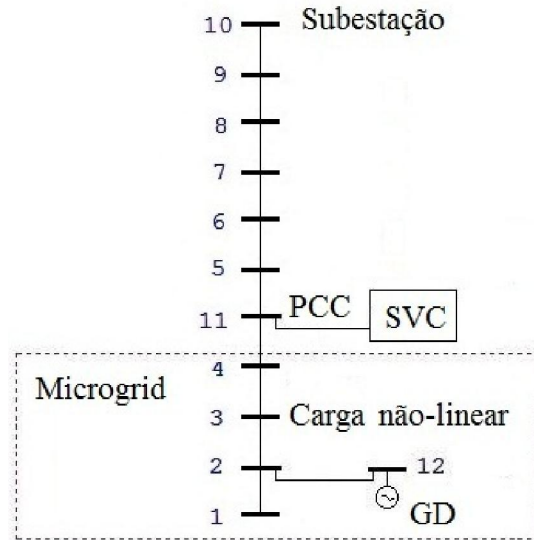 10 Subestação
9
8
7
6
5
PCC
11 SVC
4
Microgrid
3 Carga não-linear
2 12
1 GD